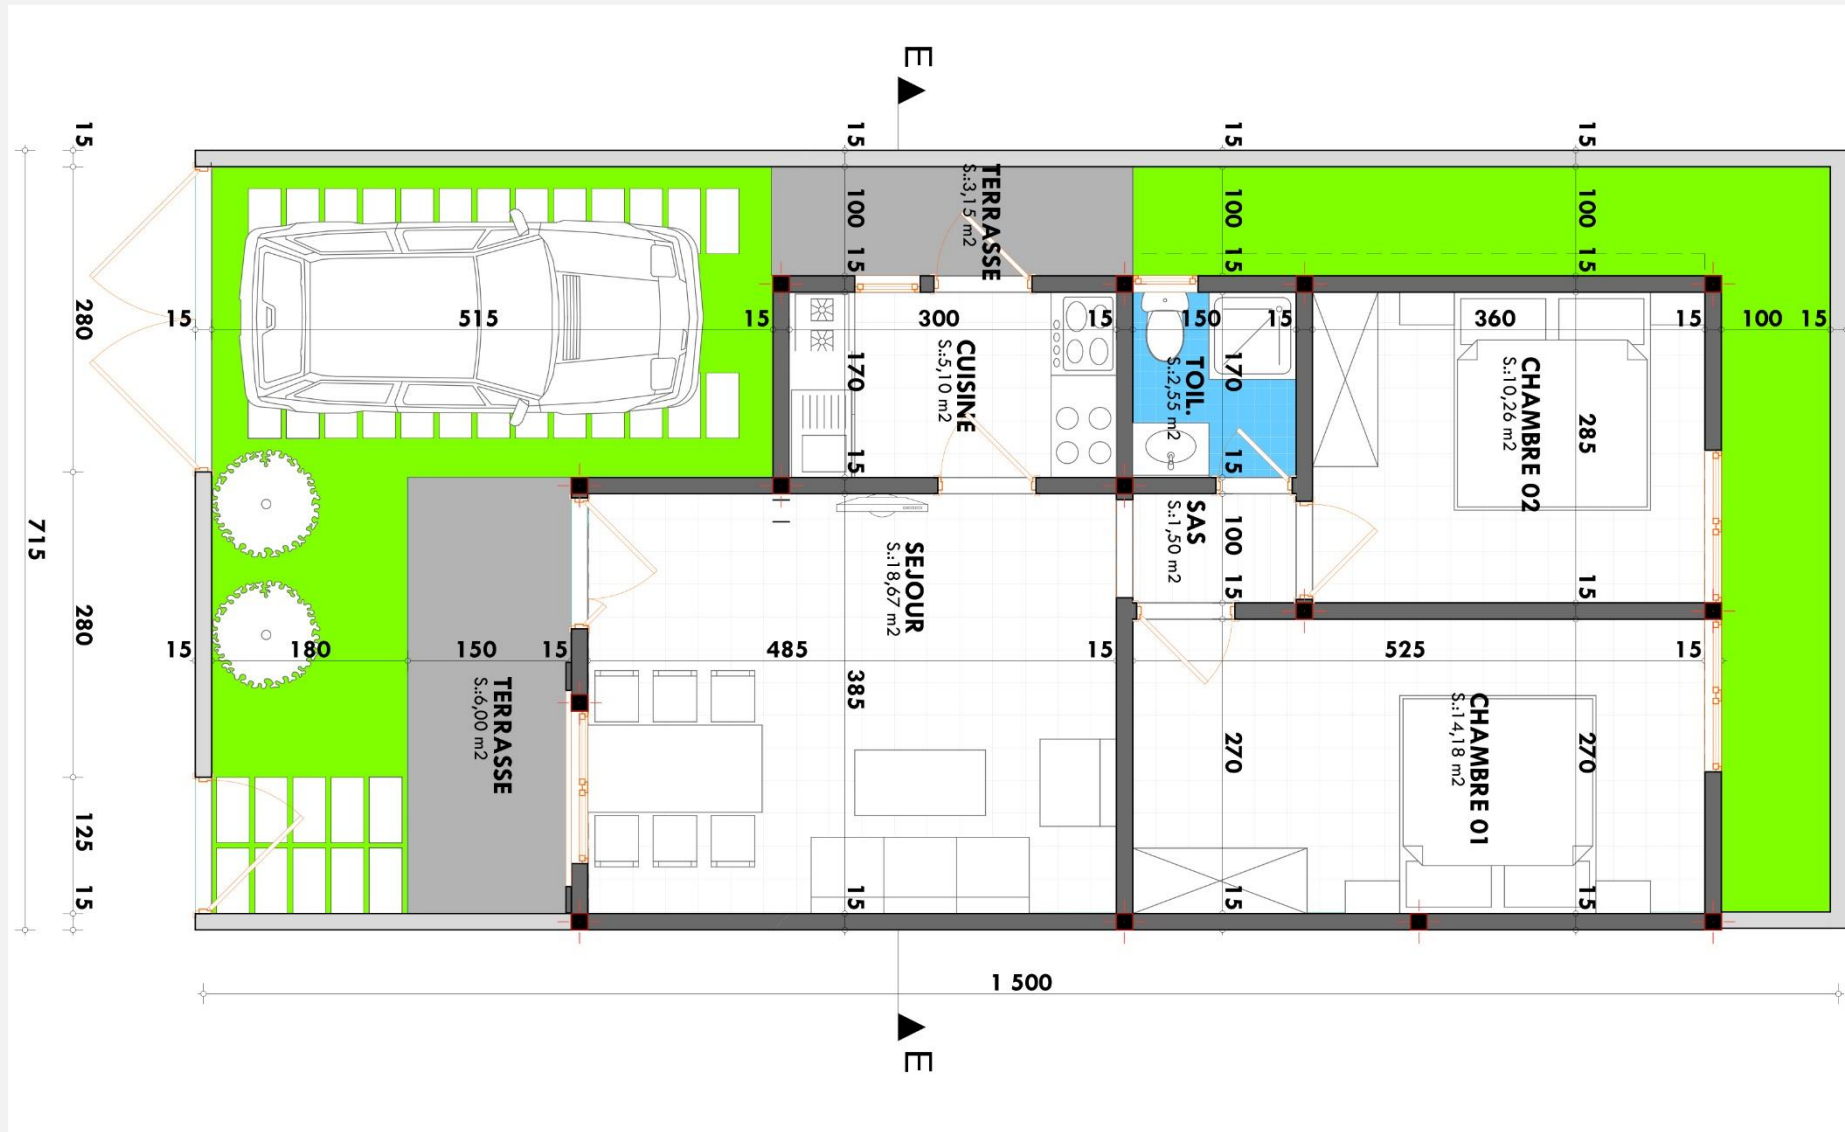 E
15
15
15
15
TERRASSE
S.:3,15 m2
100
100
100
15
15
15
280
15
515
15
300
15
150
15
360
15
100
15
CUISINE
S.:5,10 m2
170
TOIL.
S.:2,55 m2
170
CHAMBRE 02
S.:10,26 m2
285
15
15
715
SEJOUR
S.:18,67 m2
SAS
S.:1,50 m2
100
15
15
280
15
180
150
15
485
15
525
15
TERRASSE
S.:6,00 m2
385
270
CHAMBRE 01
S.:14,18 m2
270
125
15
15
15
15
1 500
E